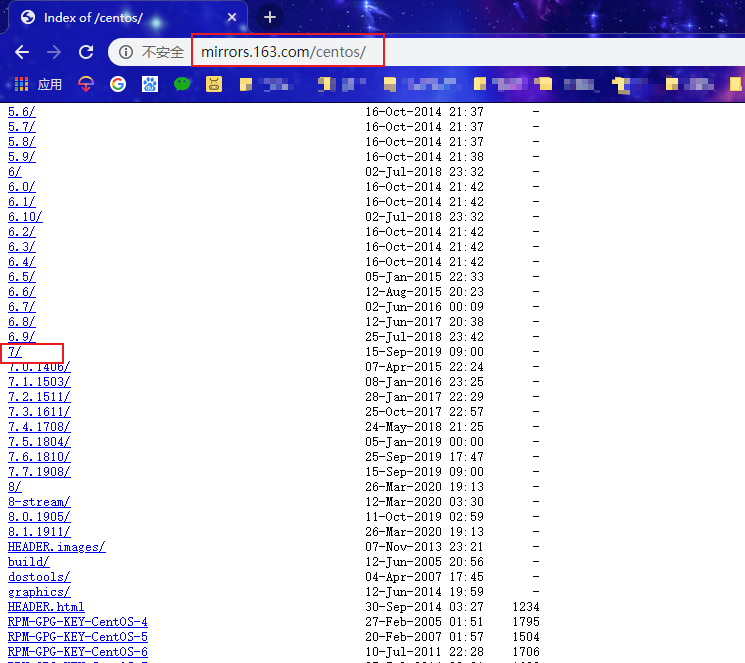 Index of /centos/
不安全 mirrors.163.com/centos/
应用
5.6/ 16-Oct-2014 21:37 -
5.7/ 16-Oct-2014 21:37 -
5.8/ 16-Oct-2014 21:37 -
5.9/ 16-Oct-2014 21:38 -
6/ 02-Jul-2018 23:32 -
6.0/ 16-Oct-2014 21:42 -
6.1/ 16-Oct-2014 21:42 -
6.10/ 02-Jul-2018 23:32 -
6.2/ 16-Oct-2014 21:42 -
6.3/ 16-Oct-2014 21:42 -
6.4/ 16-Oct-2014 21:42 -
6.5/ 05-Jan-2015 22:33 -
6.6/ 12-Aug-2015 20:23 -
6.7/ 02-Jun-2016 00:09 -
6.8/ 12-Jun-2017 20:38 -
6.9/ 25-Jul-2018 23:42 -
7/ 15-Sep-2019 09:00 -
7.0.1406/ 07-Apr-2015 22:24 -
7.1.1503/ 08-Jan-2016 23:25 -
7.2.1511/ 28-Jan-2017 22:29 -
7.3.1611/ 25-Oct-2017 22:57 -
7.4.1708/ 24-May-2018 21:25 -
7.5.1804/ 05-Jan-2019 00:00 -
7.6.1810/ 25-Sep-2019 17:47 -
7.7.1908/ 15-Sep-2019 09:00 -
8/ 26-Mar-2020 19:13 -
8-stream/ 12-Mar-2020 03:30 -
8.0.1905/ 11-Oct-2019 02:59 -
8.1.1911/ 26-Mar-2020 19:13 -
HEADER.images/ 07-Nov-2013 23:21 -
build/ 12-Jun-2005 20:56 -
dostools/ 04-Apr-2007 17:45 -
graphics/ 12-Jun-2014 19:59 -
HEADER.html 30-Sep-2014 03:27 1234
RPM-GPG-KEY-CentOS-4 27-Feb-2005 01:51 1795
RPM-GPG-KEY-CentOS-5 20-Feb-2007 01:57 1504
RPM-GPG-KEY-CentOS-6 10-Jul-2011 22:28 1706